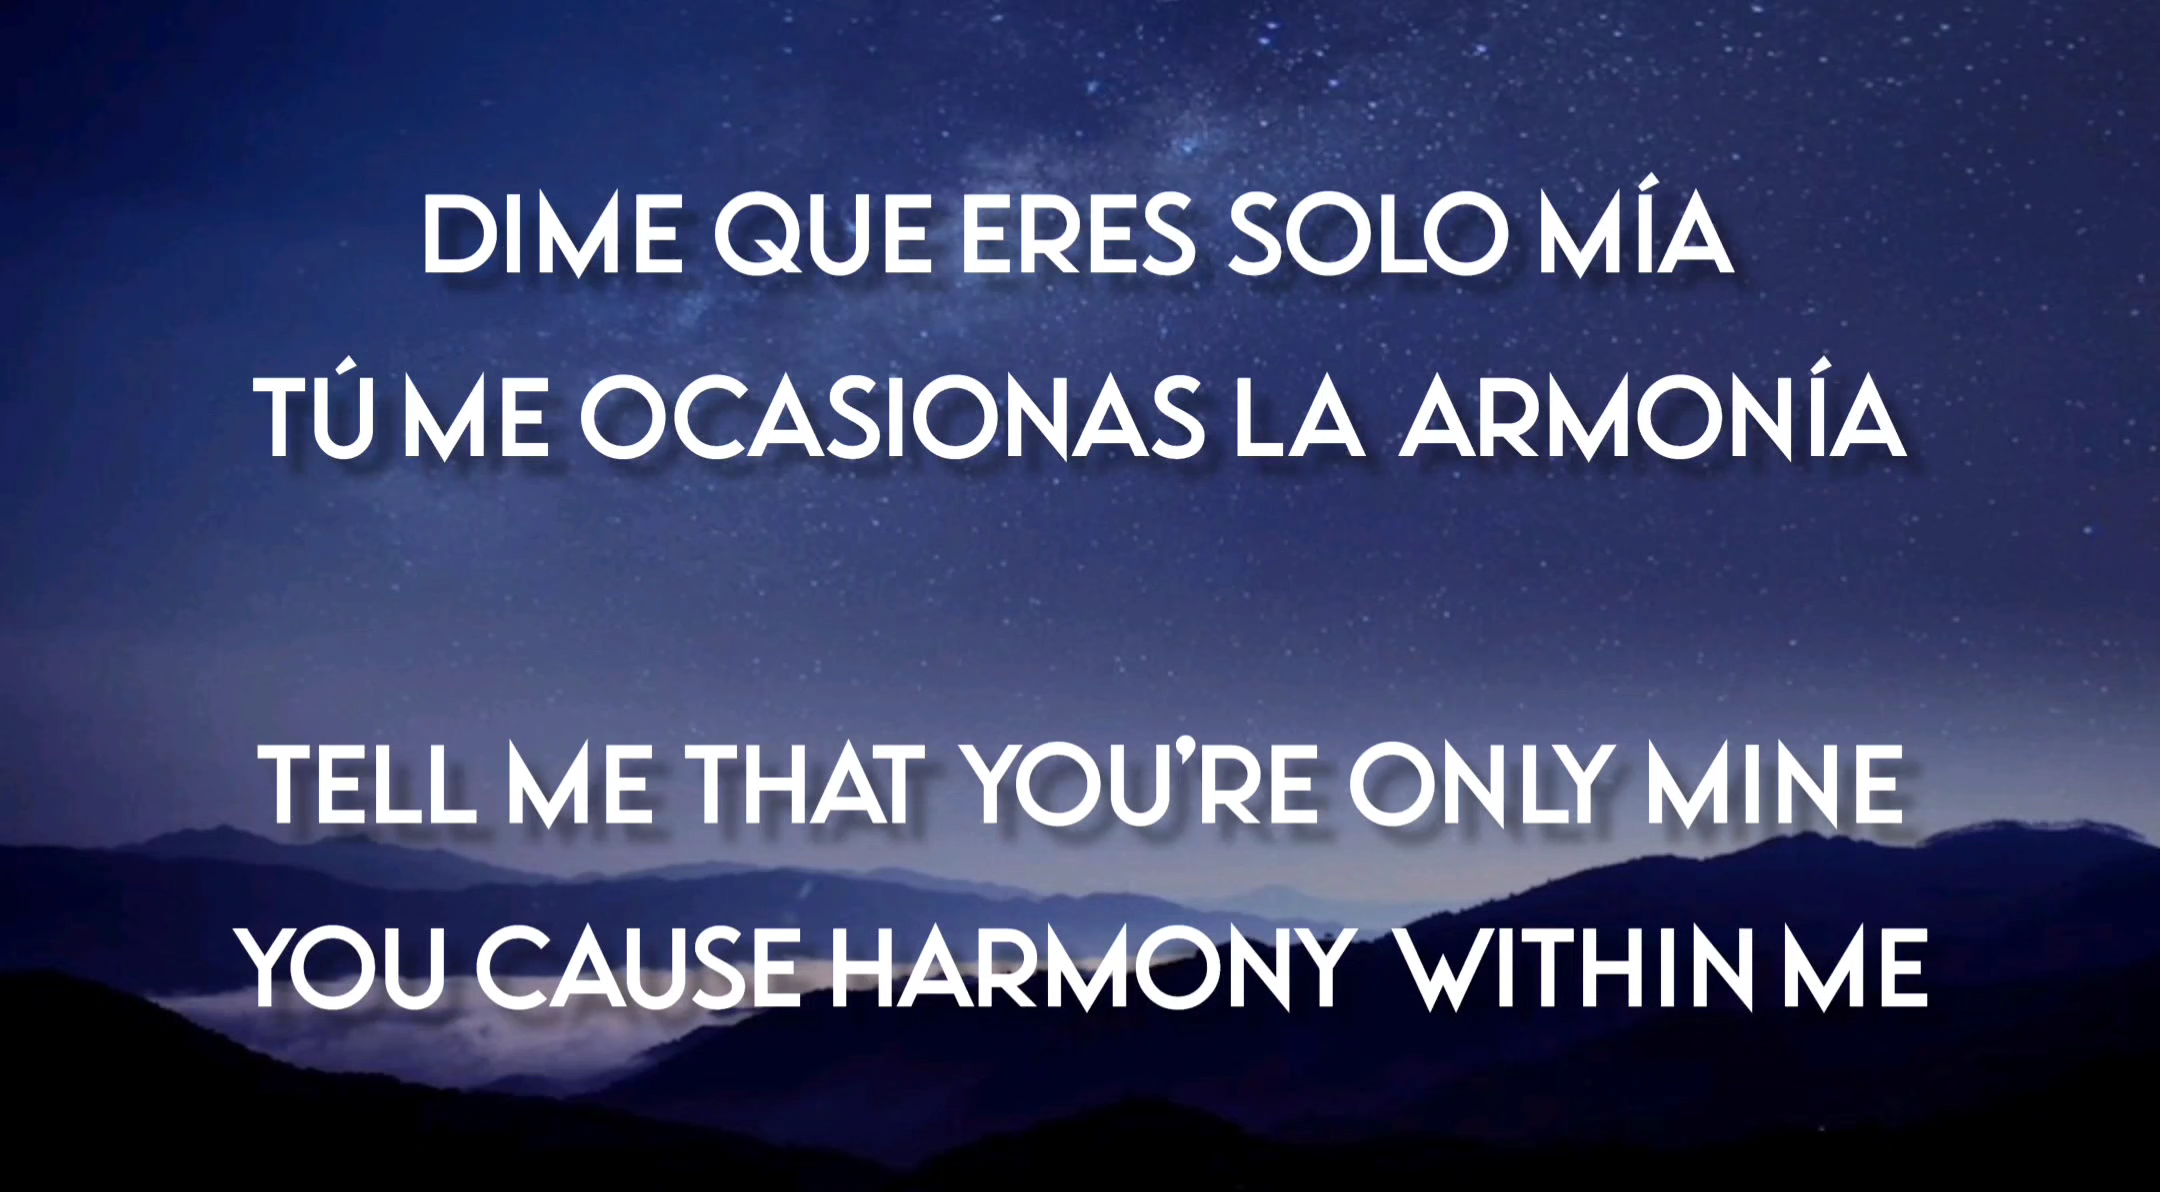 DIME QUE ERES SOLO MÍA
TÚ ME OCASIONAS LA ARMONÍA
TELL ME THAT YOU'RE ONLY MINE
YOU CAUSE HARMONY WITHIN ME